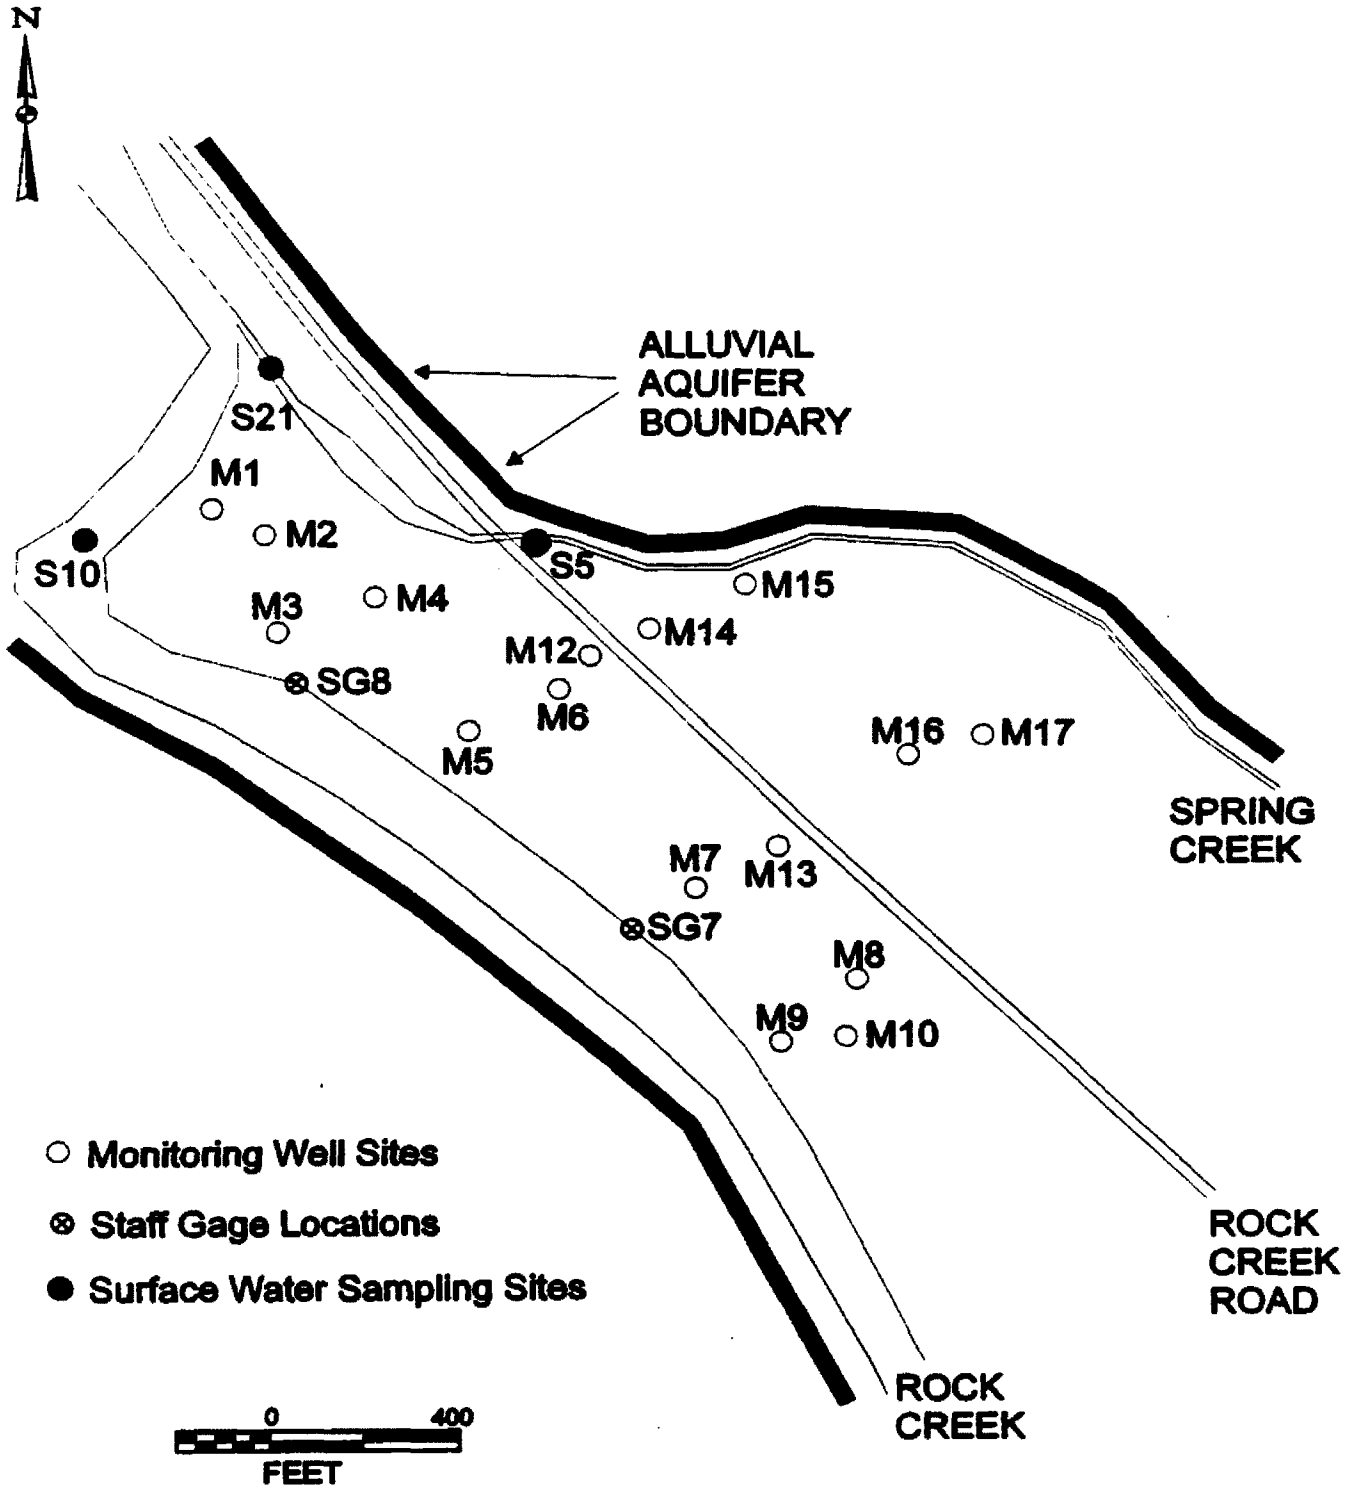 N
ALLUVIAL
AQUIFER
BOUNDARY
S21
M1
M2
S10
S5
M15
M3
M4
M14
M12
SG8
M6
M5
M16
M17
SPRING
CREEK
M7
M13
SG7
M8
M9
M10
Monitoring Well Sites
Staff Gage Locations
Surface Water Sampling Sites
ROCK
CREEK
ROAD
ROCK
CREEK
0 400
FEET